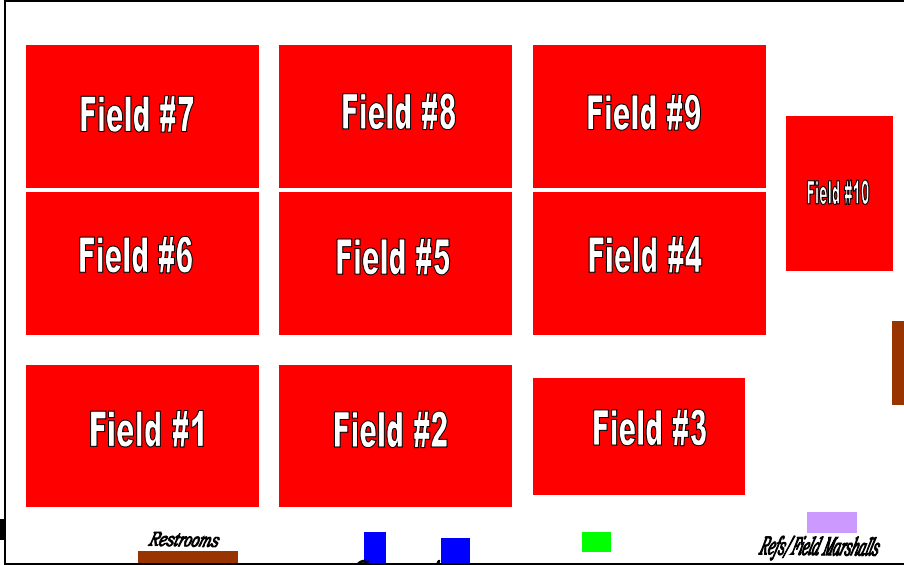 Field #7
Field #8
Field #9
Field #10
Field #6
Field #5
Field #4
Field #1
Field #2
Field #3
Restrooms
Refs/Field Marshalls